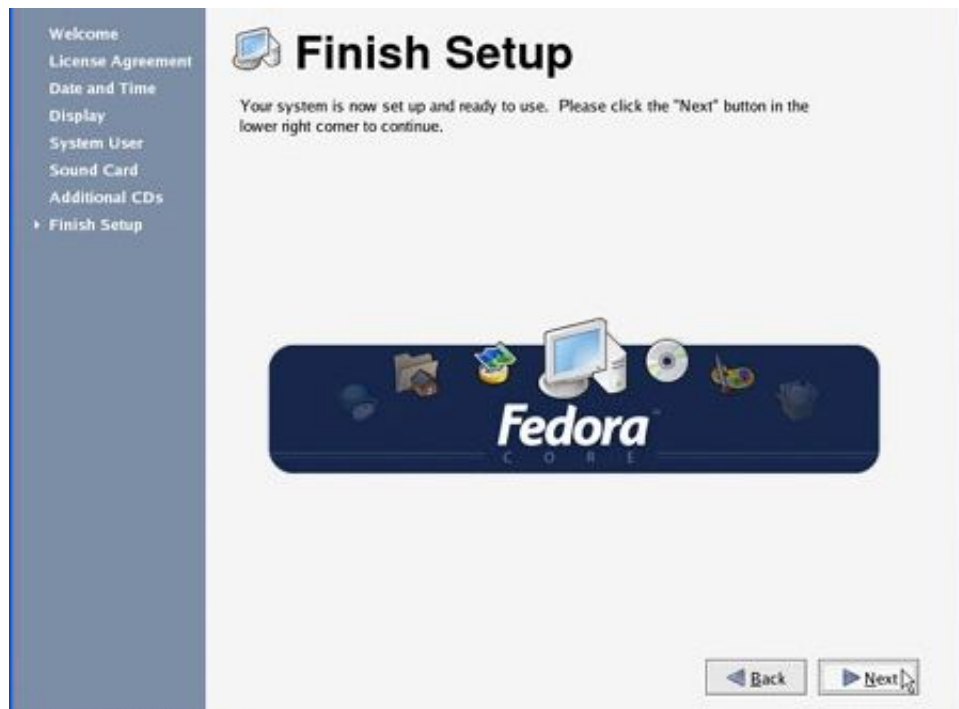 Welcome
License Agreement
Date and Time
Display
System User
Sound Card
Additional CDs
Finish Setup
Finish Setup
Your system is now set up and ready to use. Please click the "Next" button in the
lower right corner to continue.
Fedora
CORE
Back
Next